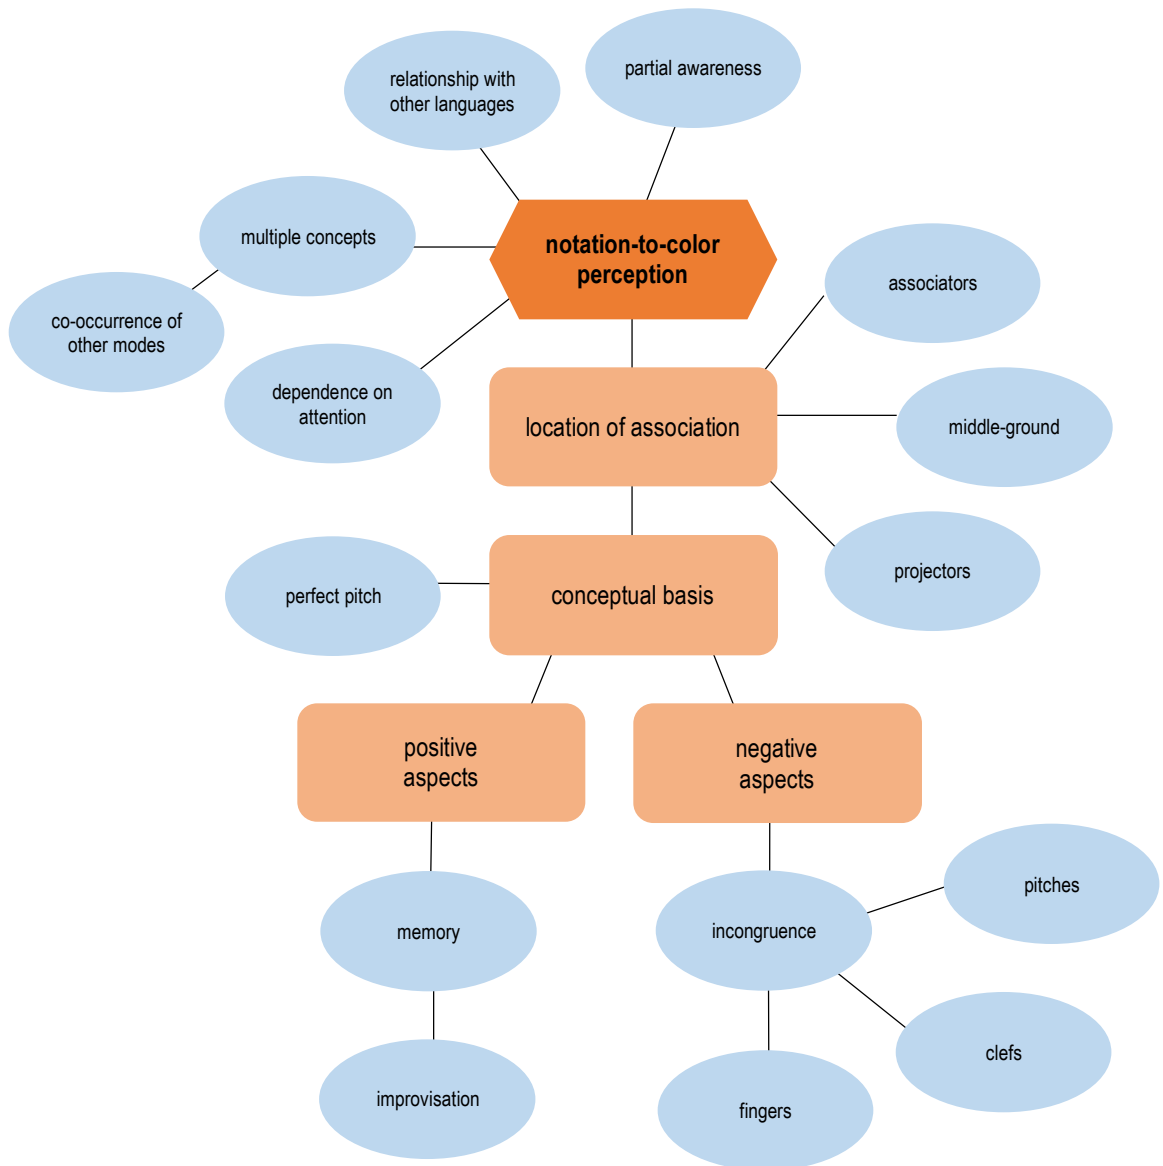 relationship with
other languages
partial awareness
multiple concepts
notation-to-color
perception
associators
co-occurrence of
other modes
dependence on
attention
location of association
middle-ground
perfect pitch
conceptual basis
projectors
positive
aspects
negative
aspects
memory
incongruence
pitches
improvisation
fingers
clefs